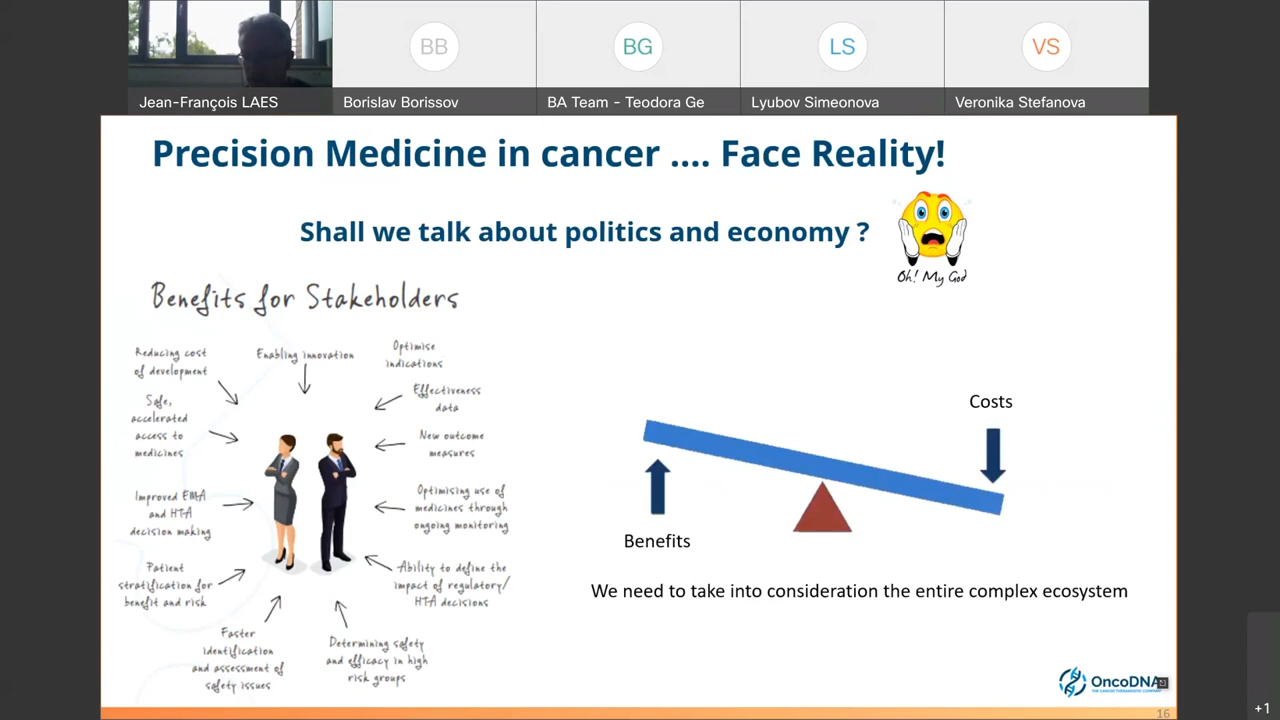 BB
BG
LS
VS
Jean-François LAES
Borislav Borissov
BA Team - Teodora Ge
Lyubov Simeonova
Veronika Stefanova
Precision Medicine in cancer .... Face Reality!
Shall we talk about politics and economy ?
Oh! My God
Benefits for Stakeholders
Reducing cost
of development
Enabling innovation
Optimise
indications
Safe,
accelerated
access to
medicines
Effectiveness
data
New outcome
measures
Improved EMA
and HTA
decision making
Optimising use of
medicines through
ongoing monitoring
Patient
stratification for
benefit and risk
Ability to define the
impact of regulatory/
HTA decisions
Faster
identification
and assessment of
safety issues
Determining safety
and efficacy in high
risk groups
Costs
Benefits
We need to take into consideration the entire complex ecosystem
OncoDNA
THE CANCER THERANOSTIC COMPANY
16
+1